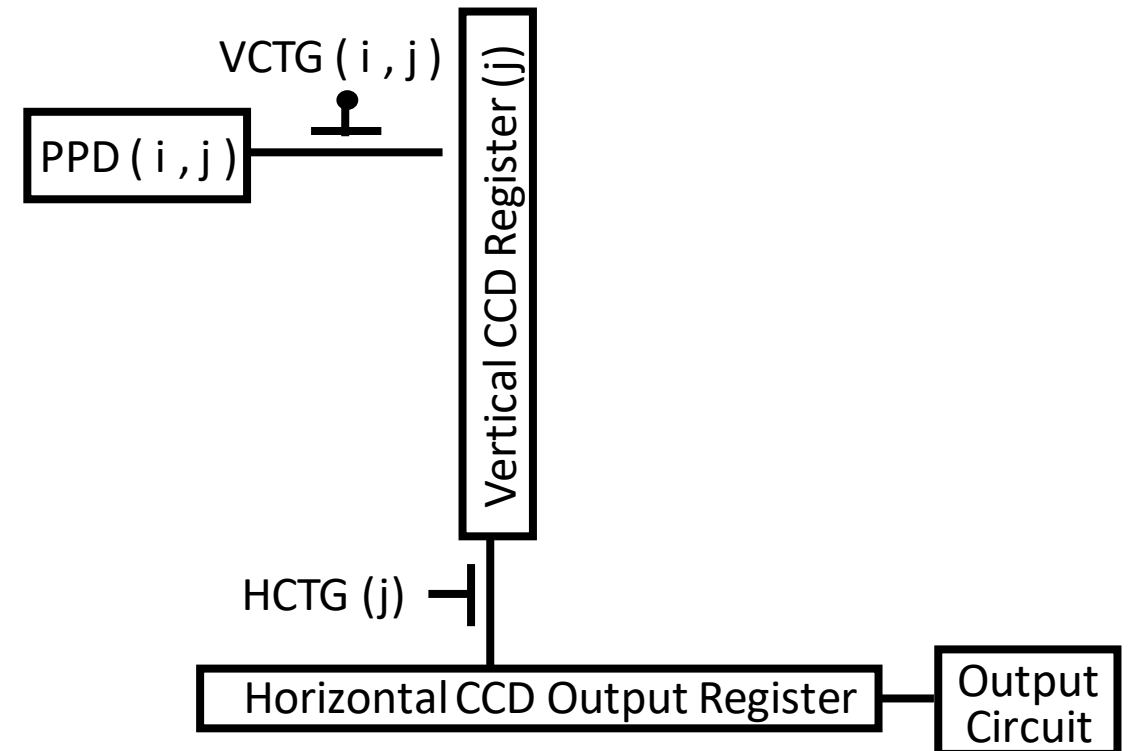 VCTG ( i , j )
PPD ( i , j )
Vertical CCD Register (j)
HCTG (j)
Horizontal CCD Output Register
Output
Circuit